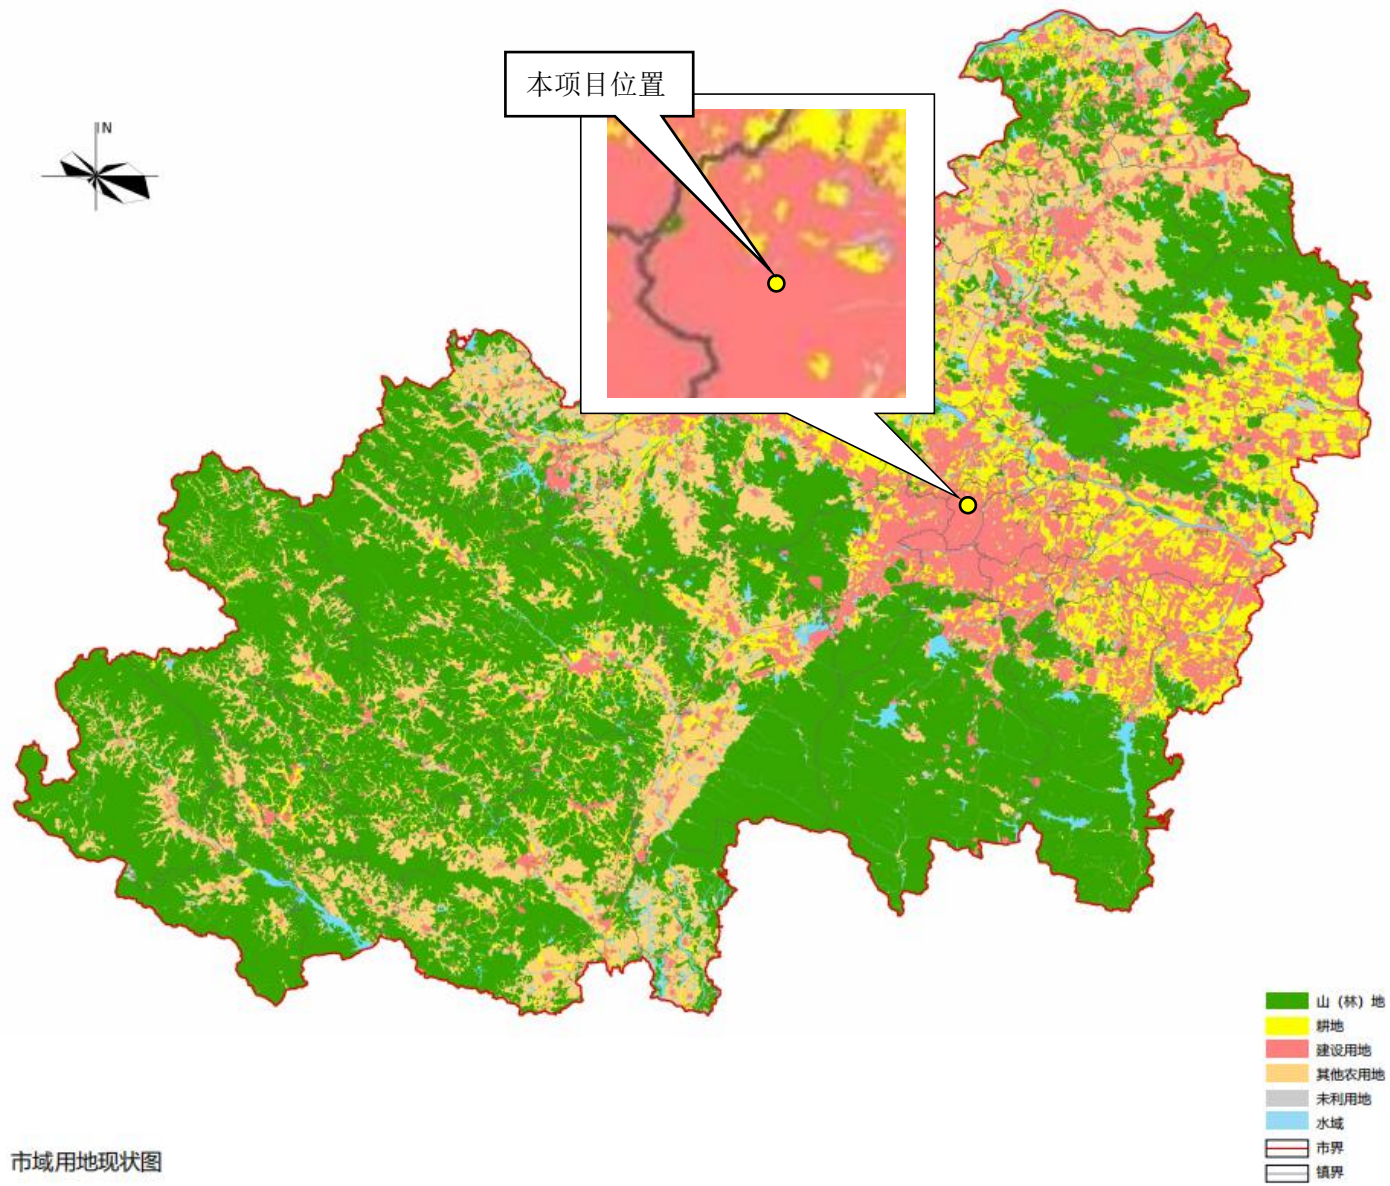 本项目位置
N
山（林）地
耕地
建设用地
其他农用地
未利用地
水域
市界
镇界
市域用地现状图